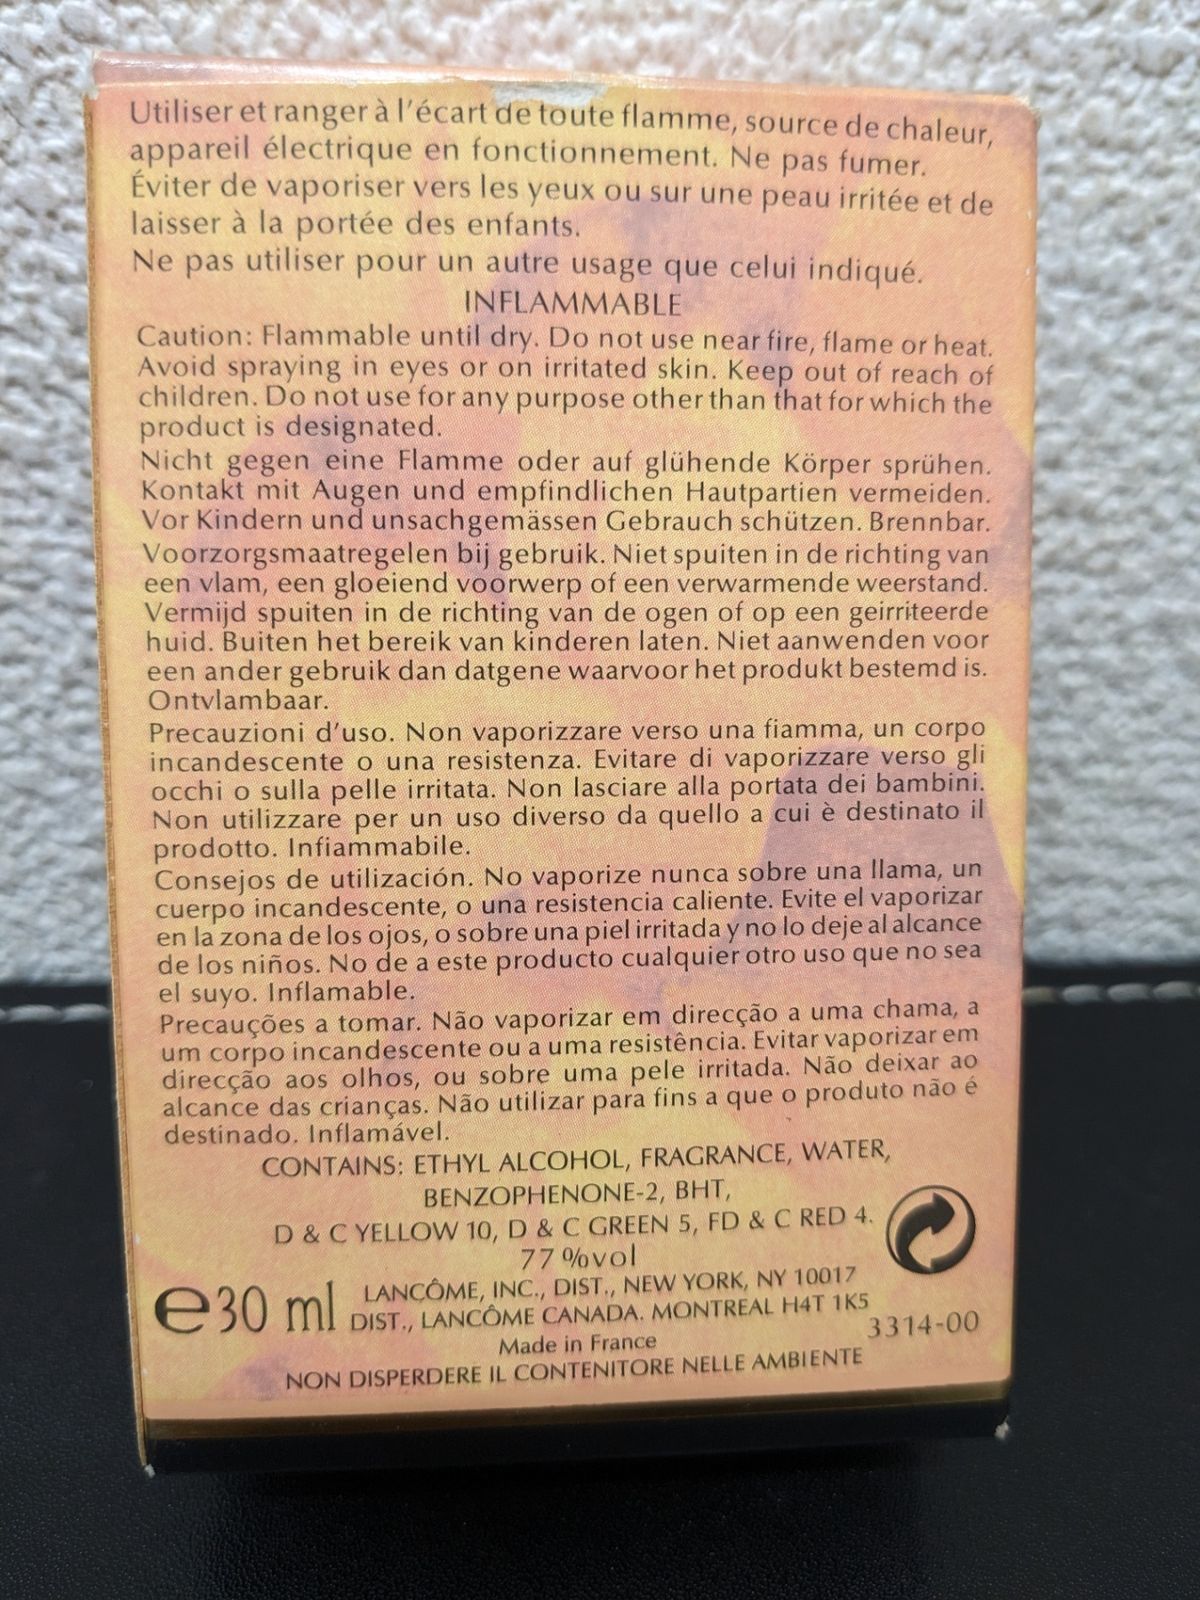 Utiliser et ranger à l'écart de toute flamme, source de chaleur,
appareil électrique en fonctionnement. Ne pas fumer.
Éviter de vaporiser vers les yeux ou sur une peau irritée et de
laisser à la portée des enfants.
Ne pas utiliser pour un autre usage que celui indiqué.
INFLAMMABLE
Caution: Flammable until dry. Do not use near fire, flame or heat.
Avoid spraying in eyes or on irritated skin. Keep out of reach of
children. Do not use for any purpose other than that for which the
product is designated.
Nicht gegen eine Flamme oder auf glühende Körper sprühen.
Kontakt mit Augen und empfindlichen Hautpartien vermeiden.
Vor Kindern und unsachgemässen Gebrauch schützen. Brennbar.
Voorzorgsmaatregelen bij gebruik. Niet spuiten in de richting van
een vlam, een gloeiend voorwerp of een verwarmende weerstand.
Vermijd spuiten in de richting van de ogen of op een geirriteerde
huid. Buiten het bereik van kinderen laten. Niet aanwenden voor
een ander gebruik dan datgene waarvoor het produkt bestemd is.
Ontvlambaar.
Precauzioni d'uso. Non vaporizzare verso una fiamma, un corpo
incandescente o una resistenza. Evitare di vaporizzare verso gli
occhi o sulla pelle irritata. Non lasciare alla portata dei bambini.
Non utilizzare per un uso diverso da quello a cui è destinato il
prodotto. Infiammabile.
Consejos de utilización. No vaporize nunca sobre una llama, un
cuerpo incandescente, o una resistencia caliente. Evite el vaporizar
en la zona de los ojos, o sobre una piel irritada y no lo deje al alcance
de los niños. No de a este producto cualquier otro uso que no sea
el suyo. Inflamable.
Precauções a tomar. Não vaporizar em direcção a uma chama, a
um corpo incandescente ou a uma resistência. Evitar vaporizar em
direcção aos olhos, ou sobre uma pele irritada. Não deixar ao
alcance das crianças. Não utilizar para fins a que o produto não é
destinado. Inflamável.
CONTAINS: ETHYL ALCOHOL, FRAGRANCE, WATER,
BENZOPHENONE-2, BHT,
D & C YELLOW 10, D & C GREEN 5, FD & C RED 4.
77 %vol
℮30 ml
LANCÔME, INC., DIST., NEW YORK, NY 10017
DIST., LANCÔME CANADA. MONTREAL H4T 1K5
3314-00
Made in France
NON DISPERDERE IL CONTENITORE NELLE AMBIENTE